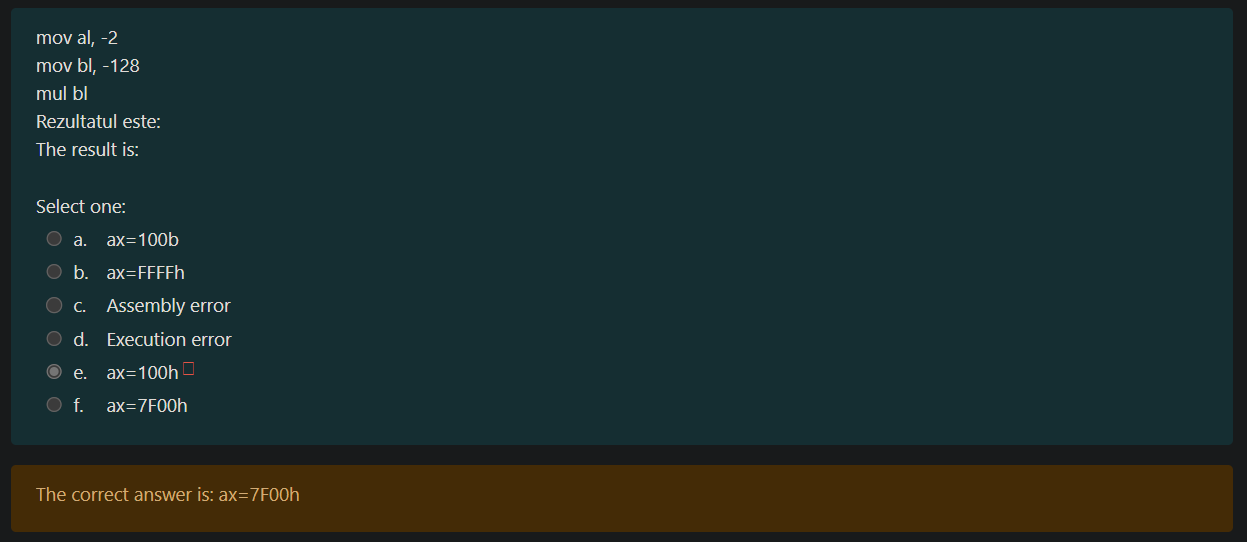 mov al, -2
mov bl, -128
mul bl
Rezultatul este:
The result is:
Select one:
a. ax=100b
b. ax=FFFFh
c. Assembly error
d. Execution error
e. ax=100h
f. ax=7F00h
The correct answer is: ax=7F00h